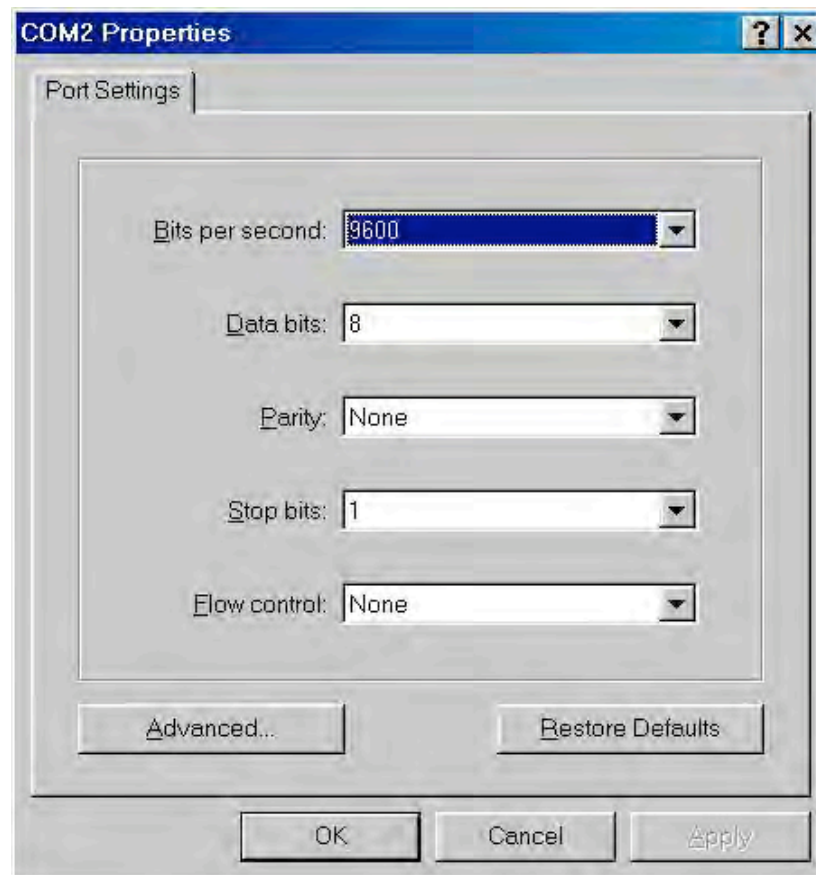 COM2 Properties
Port Settings
Bits per second: 9600
Data bits: 8
Parity: None
Stop bits: 1
Flow control: None
Advanced... Restore Defaults
OK Cancel Apply